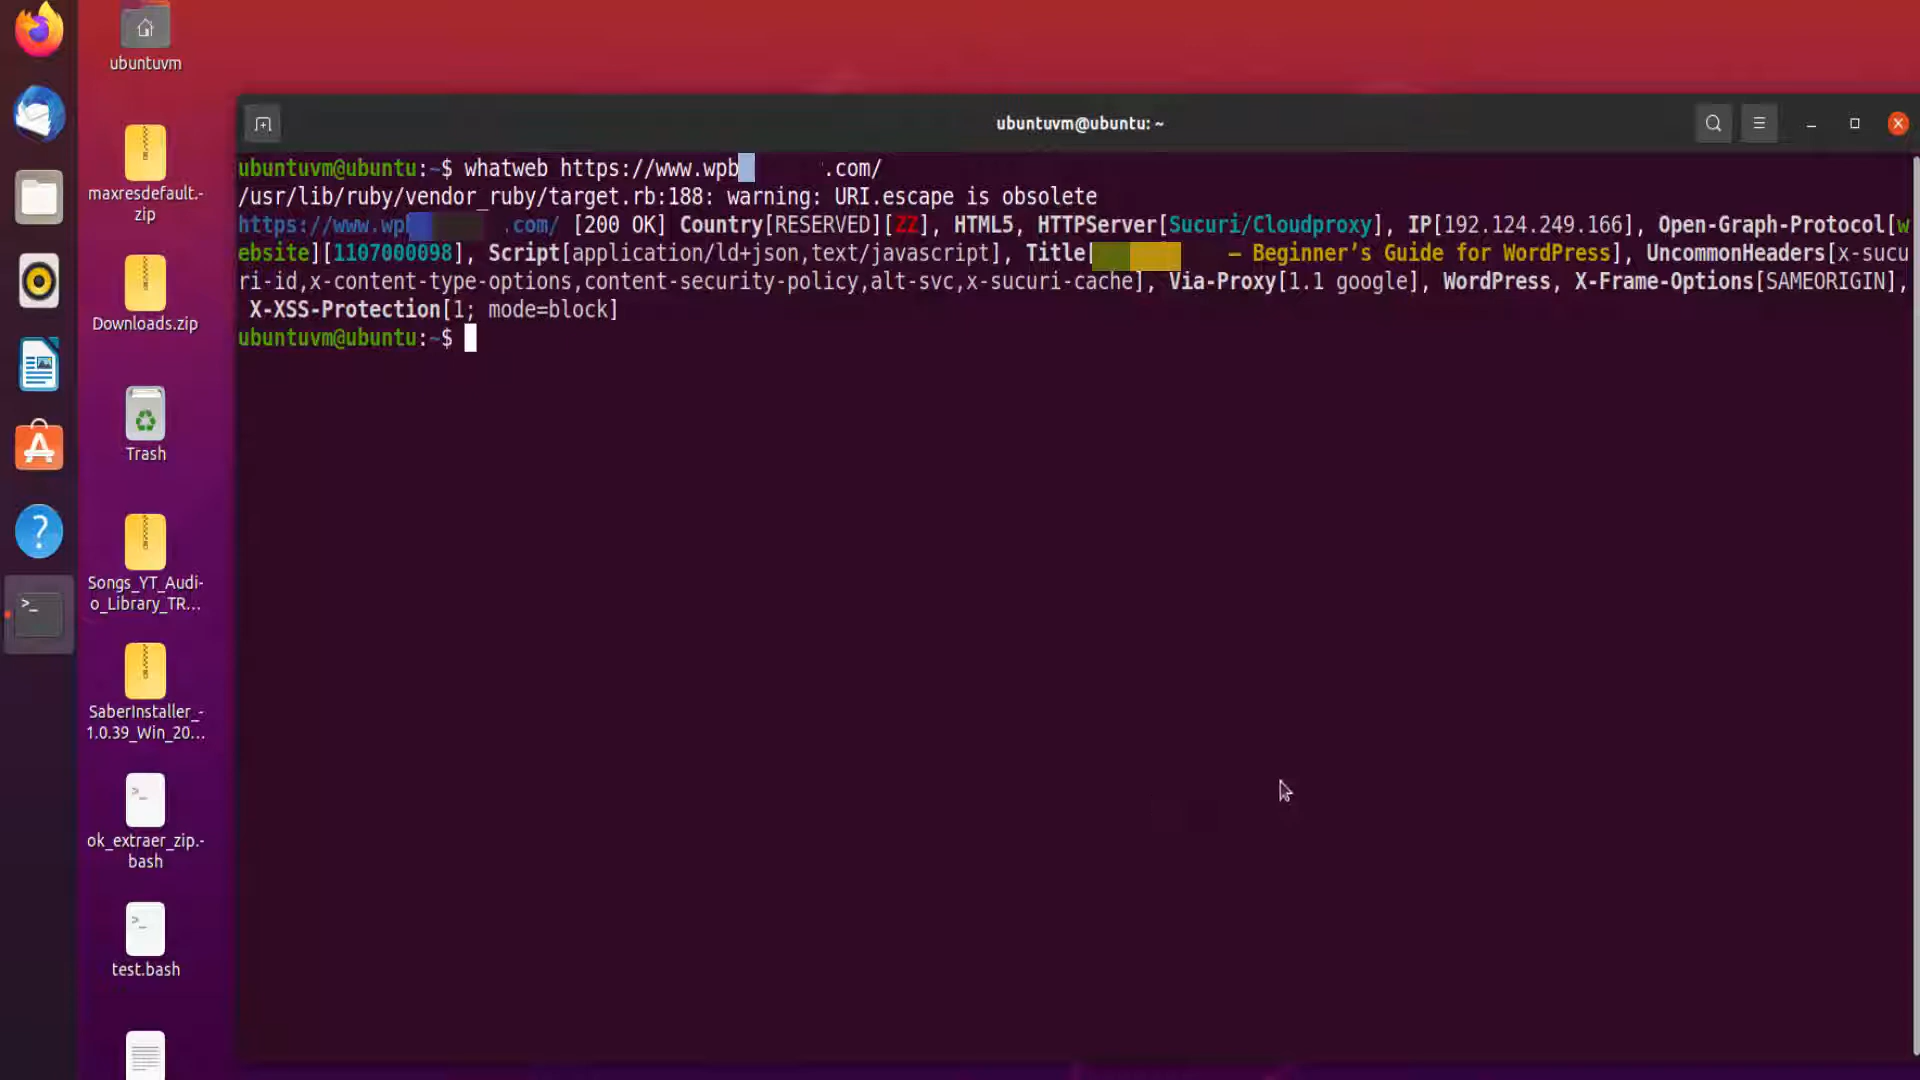 ubuntuvm
maxresdefault.-
zip
Downloads.zip
Trash
Songs_YT_Audi-
o_Library_TR...
SaberInstaller_-
1.0.39_Win_20...
ok_extraer_zip.-
bash
test.bash
ubuntuvm@ubuntu: ~
ubuntuvm@ubuntu:~$ whatweb https://www.wpb .com/
/usr/lib/ruby/vendor_ruby/target.rb:188: warning: URI.escape is obsolete
https://www.wp .com/ [200 OK] Country[RESERVED][ZZ], HTML5, HTTPServer[Sucuri/Cloudproxy], IP[192.124.249.166], Open-Graph-Protocol[w
ebsite][1107000098], Script[application/ld+json,text/javascript], Title[ – Beginner’s Guide for WordPress], UncommonHeaders[x-sucu
ri-id,x-content-type-options,content-security-policy,alt-svc,x-sucuri-cache], Via-Proxy[1.1 google], WordPress, X-Frame-Options[SAMEORIGIN],
X-XSS-Protection[1; mode=block]
ubuntuvm@ubuntu:~$